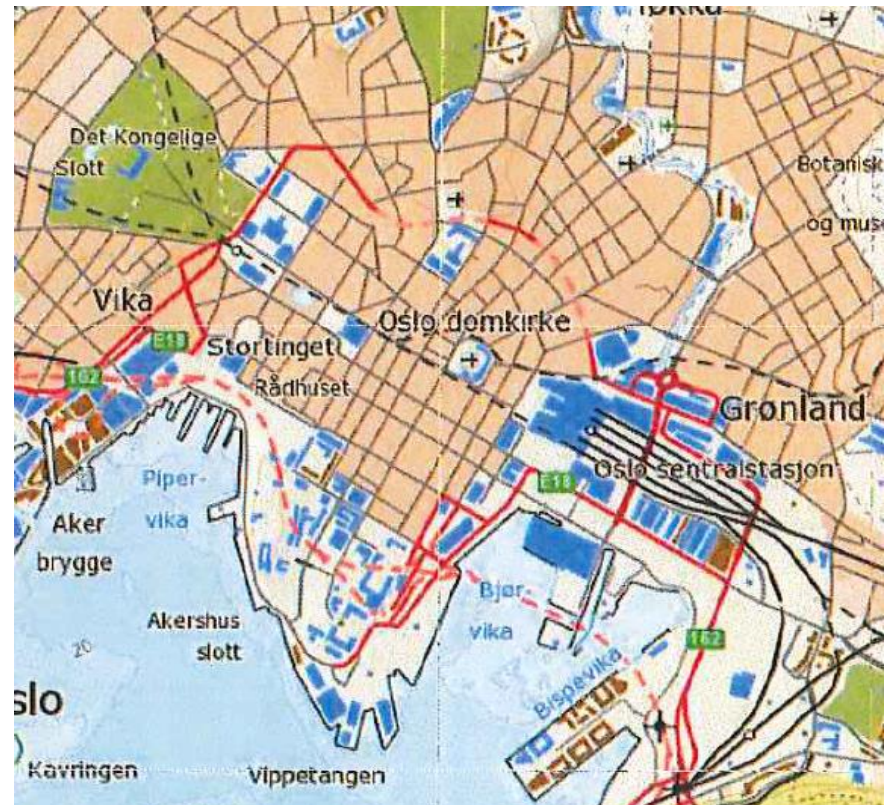 løkka
Det Kongelige
Slott
Botanisk
og muse
Vika
Oslo domkirke
E18
Stortinget
162
Rådhuset
Grønland
Oslo sentralstasjon
E18
Piper-
vika
Aker
brygge
Bjør-
vika
Akershus
slott
162
20
Bispevika
slo
Kavringen
Vippetangen